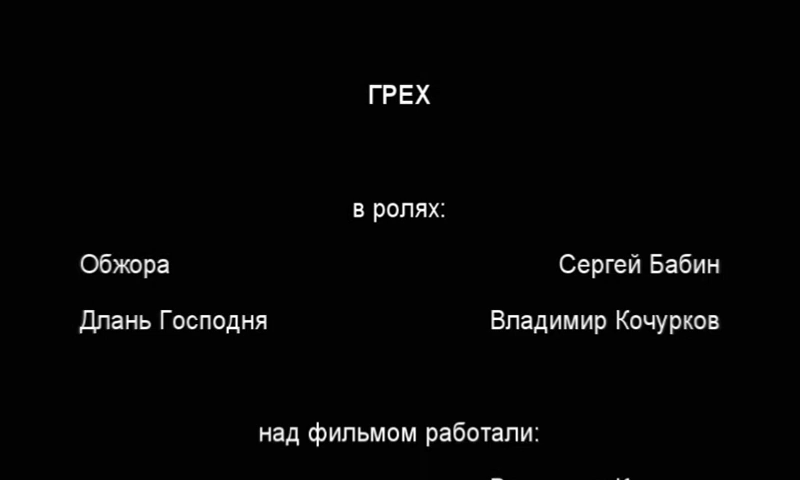 ГРЕХ
в ролях:
Обжора Сергей Бабин
Длань Господня Владимир Кочурков
над фильмом работали: